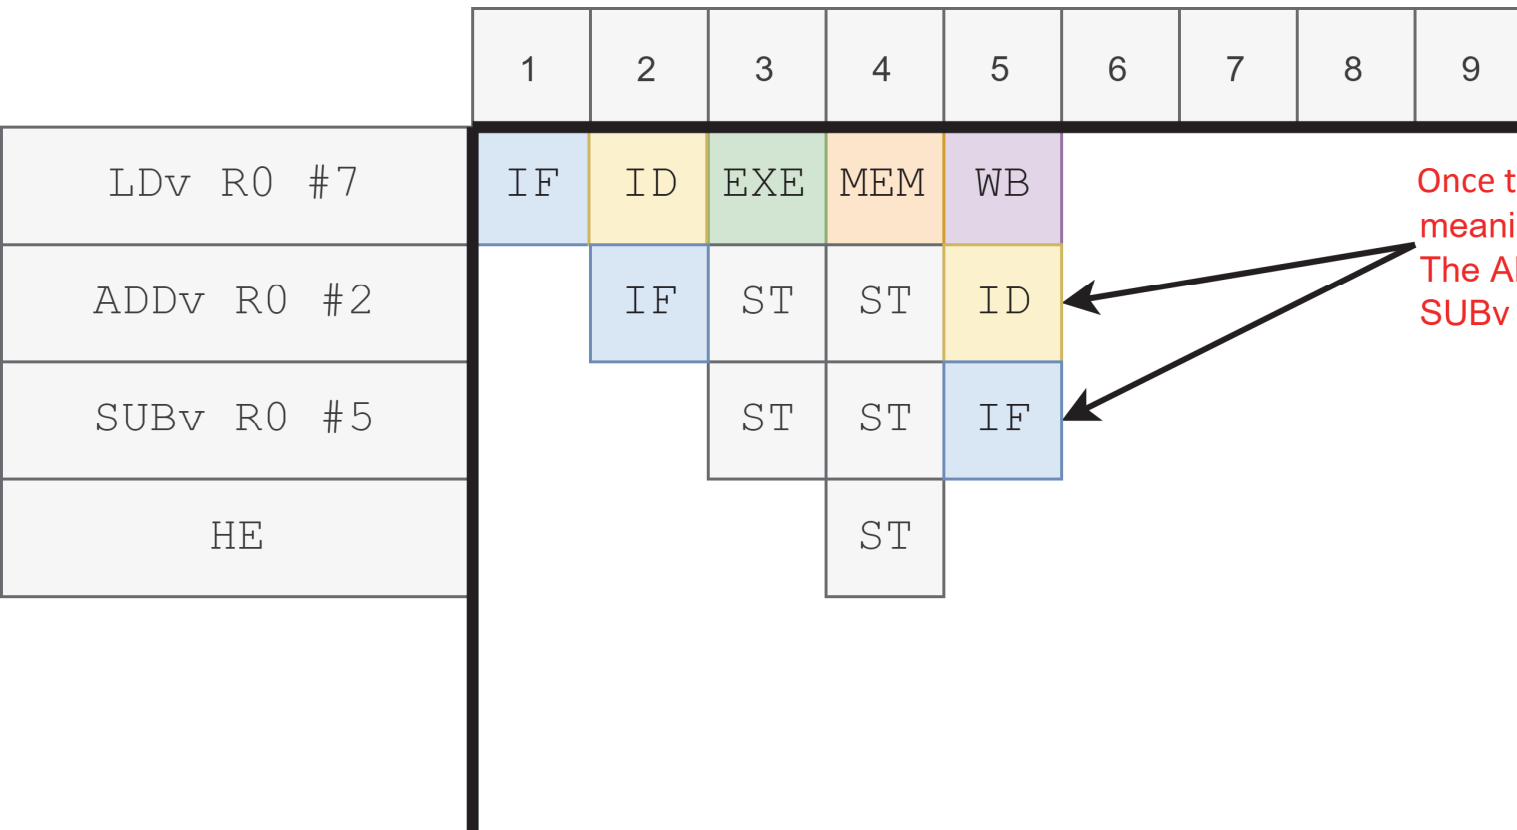 1 2 3 4 5 6 7 8 9
LDv R0 #7 IF ID EXE MEM WB
ADDv R0 #2 IF ST ST ID
SUBv R0 #5 ST ST IF
HE ST
Once
The
SUBv